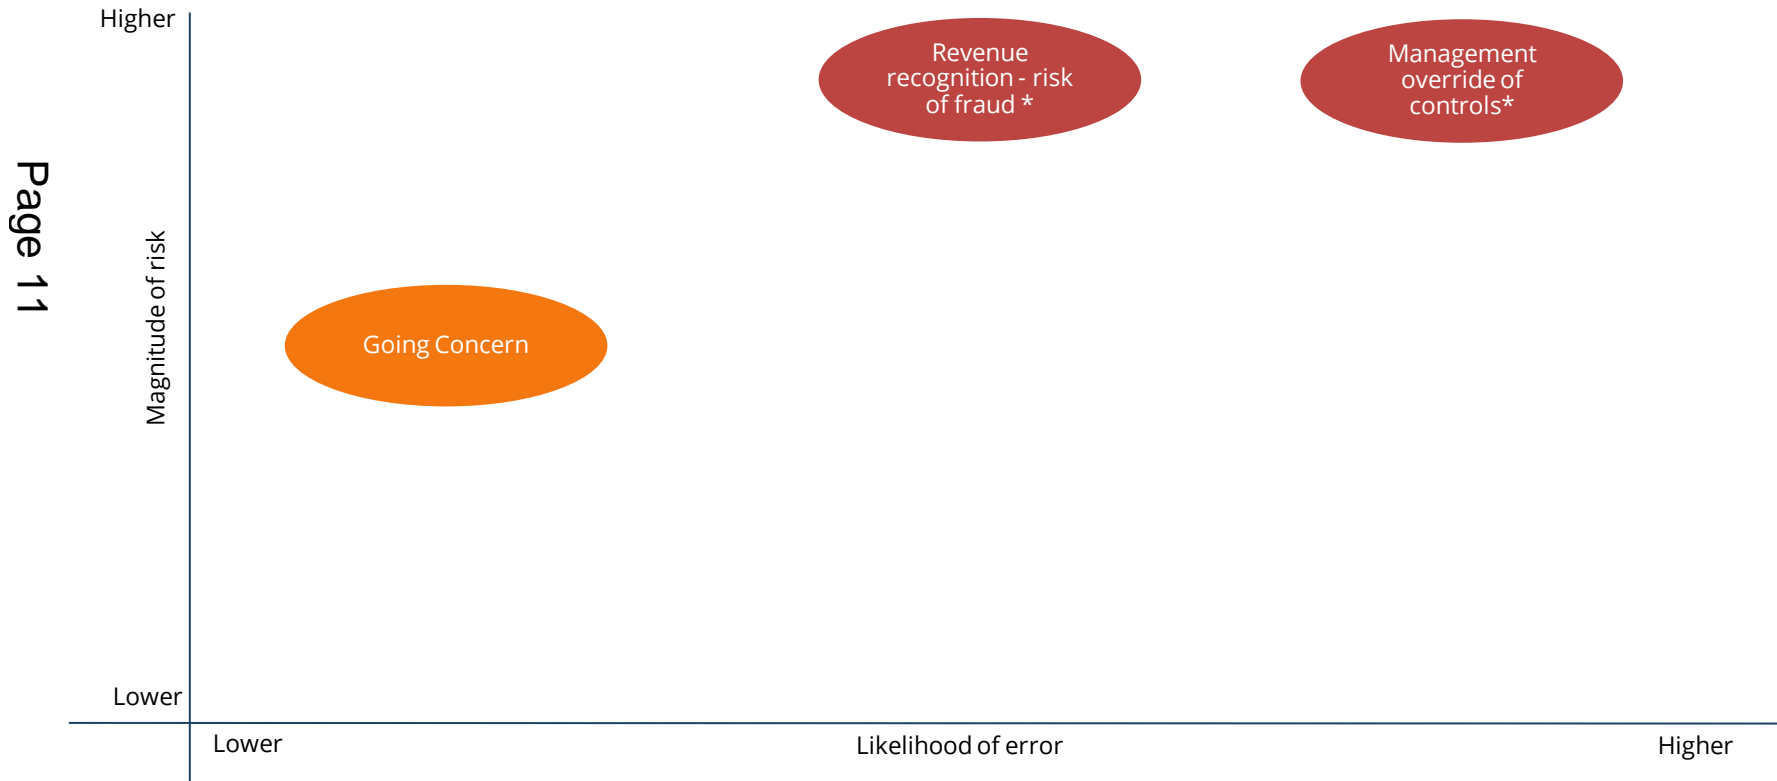 Higher
Revenue
recognition - risk
of fraud *
Management
override of
controls*
Page 11
Magnitude of risk
Going Concern
Lower
Lower
Likelihood of error
Higher